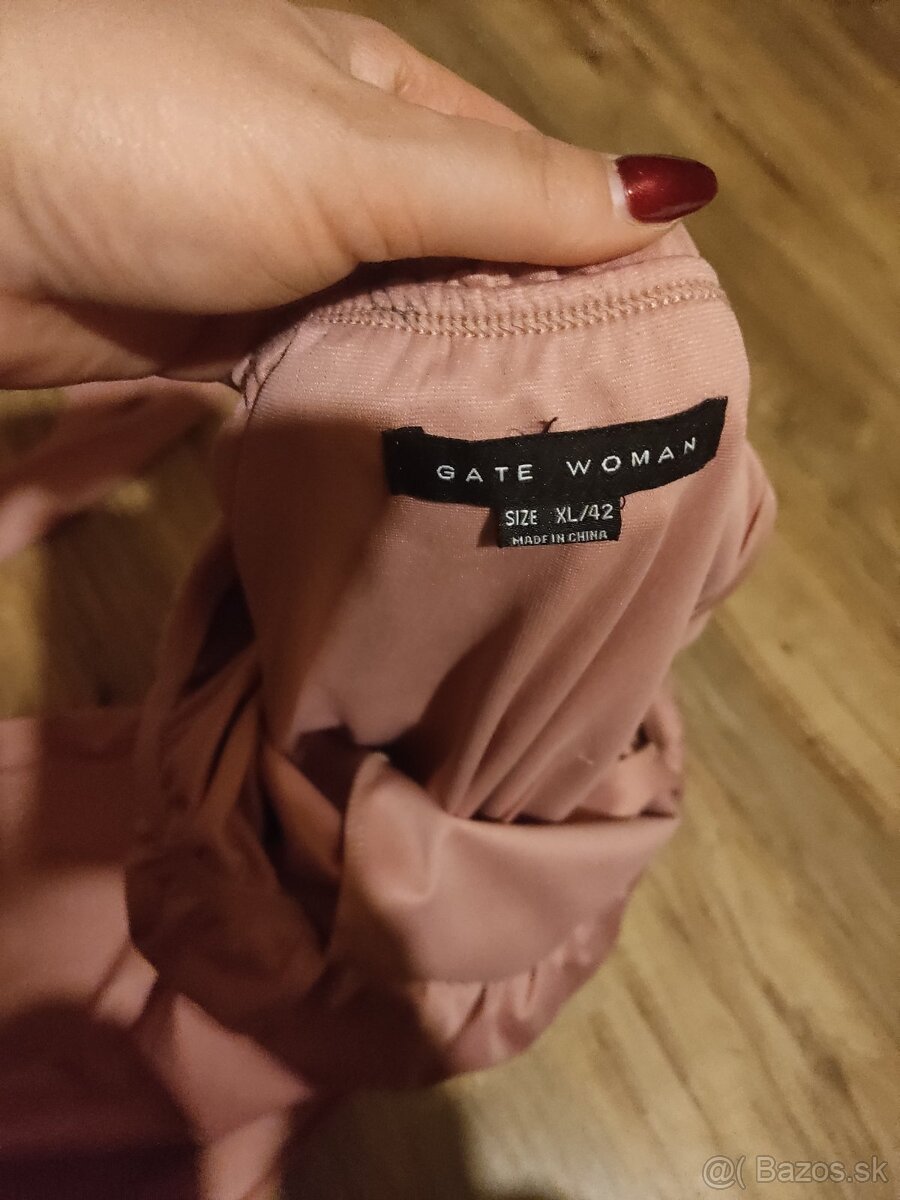 GATE WOMAN
SIZE XL/42
MADE IN CHINA
@( Bazos.sk